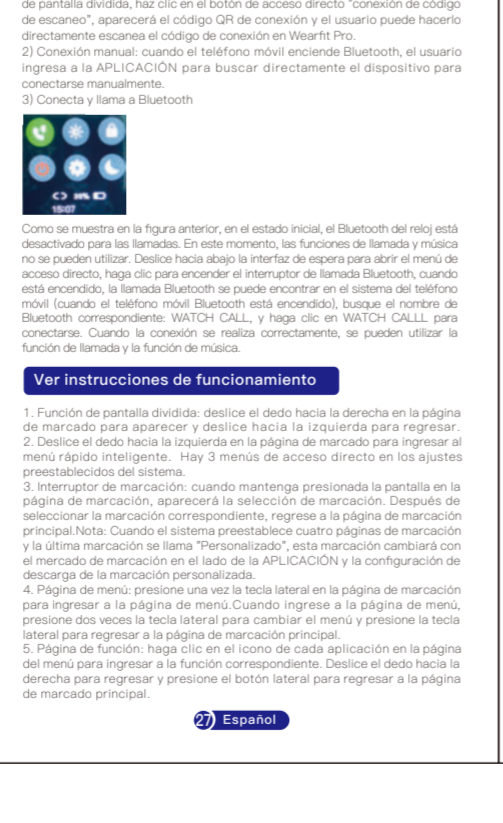 de pantalla dividida, haz clic en el botón de acceso directo "conexión de código
de escaneo", aparecerá el código QR de conexión y el usuario puede hacerlo
directamente escanea el código de conexión en Wearfit Pro.
2) Conexión manual: cuando el teléfono móvil enciende Bluetooth, el usuario
ingresa a la APLICACIÓN para buscar directamente el dispositivo para
conectarse manualmente.
3) Conecta y llama a Bluetooth
15:07
Como se muestra en la figura anterior, en el estado inicial, el Bluetooth del reloj está
desactivado para las llamadas. En este momento, las funciones de llamada y música
no se pueden utilizar. Deslice hacia abajo la interfaz de espera para abrir el menú de
acceso directo, haga clic para encender el interruptor de llamada Bluetooth, cuando
está encendido, la llamada Bluetooth se puede encontrar en el sistema del teléfono
móvil (cuando el teléfono móvil Bluetooth está encendido), busque el nombre de
Bluetooth correspondiente: WATCH CALL, y haga clic en WATCH CALLL para
conectarse. Cuando la conexión se realiza correctamente, se pueden utilizar la
función de llamada y la función de música.
Ver instrucciones de funcionamiento
1. Función de pantalla dividida: deslice el dedo hacia la derecha en la página
de marcado para aparecer y deslice hacia la izquierda para regresar.
2. Deslice el dedo hacia la izquierda en la página de marcado para ingresar al
menú rápido inteligente. Hay 3 menús de acceso directo en los ajustes
preestablecidos del sistema.
3. Interruptor de marcación: cuando mantenga presionada la pantalla en la
página de marcación, aparecerá la selección de marcación. Después de
seleccionar la marcación correspondiente, regrese a la página de marcación
principal.Nota: Cuando el sistema preestablece cuatro páginas de marcación
y la última marcación se llama "Personalizado", esta marcación cambiará con
el mercado de marcación en el lado de la APLICACIÓN y la configuración de
descarga de la marcación personalizada.
4. Página de menú: presione una vez la tecla lateral en la página de marcación
para ingresar a la página de menú.Cuando ingrese a la página de menú,
presione dos veces la tecla lateral para cambiar el menú y presione la tecla
lateral para regresar a la página de marcación principal.
5. Página de función: haga clic en el icono de cada aplicación en la página
del menú para ingresar a la función correspondiente. Deslice el dedo hacia la
derecha para regresar y presione el botón lateral para regresar a la página
de marcado principal.
27 Español